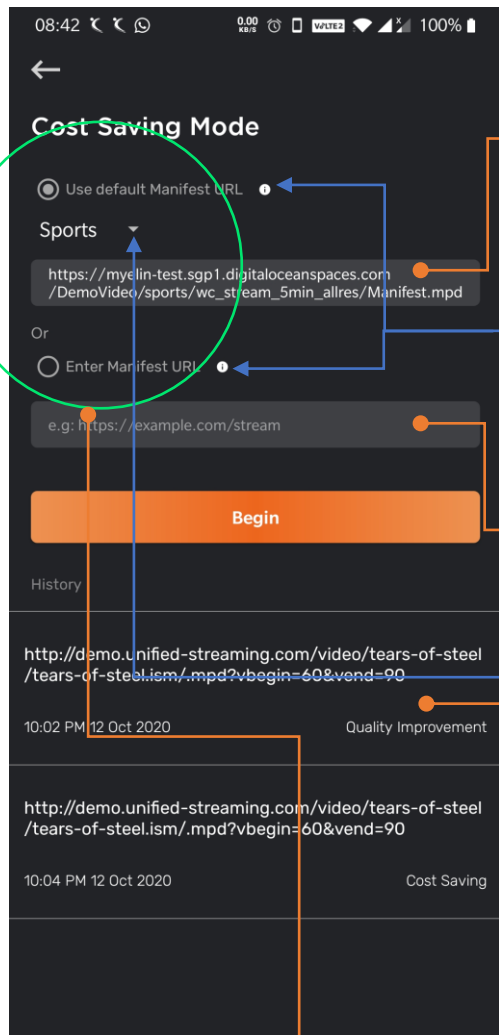 08:42 0.00 KB/S VoLTE2 100%
Cost Saving Mode
Use default Manifest URL
Sports
https://myelin-test.sgp1.digitaloceanspaces.com
/DemoVideo/sports/wc_stream_5min_allres/Manifest.mpd
Or
Enter Manifest URL
e.g: https://example.com/stream
Begin
History
http://demo.unified-streaming.com/video/tears-of-steel
/tears-of-steel.ism/.mpd?vbegin=60&vend=90
10:02 PM 12 Oct 2020 Quality Improvement
http://demo.unified-streaming.com/video/tears-of-steel
/tears-of-steel.ism/.mpd?vbegin=60&vend=90
10:04 PM 12 Oct 2020 Cost Saving